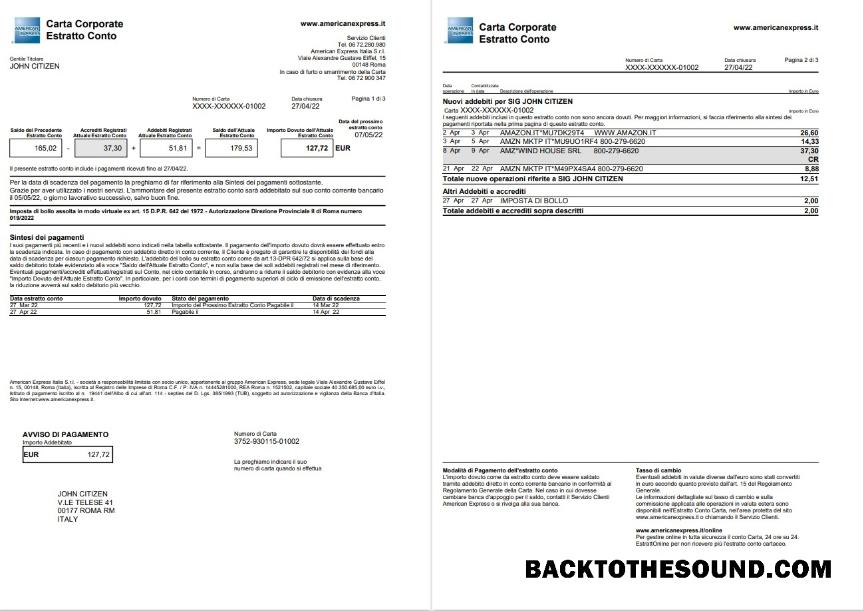 AMERICAN EXPRESS
Carta Corporate
Estratto Conto
www.americanexpress.it
Servizio Clienti
Tel. 06 72.280.980
American Express Italia S.r.l.
Viale Alexandre Gustave Eiffel, 15
00148 Roma
In caso di furto o smarrimento della Carta
Tel. 06 72.900.347
Gentile Titolare
JOHN CITIZEN
Numero di Carta
XXXX-XXXXXX-01002
Data chiusura
27/04/22
Pagina 1 di 3
Saldo del Precedente Estratto Conto
Accrediti Registrati Attuale Estratto Conto
Addebiti Registrati Attuale Estratto Conto
Saldo dell'Attuale Estratto Conto
Importo Dovuto dell'Attuale Estratto Conto
Data del prossimo estratto conto
07/05/22
165,02 - 37,30 + 51,81 = 179,53 127,72 EUR
Il presente estratto conto include i pagamenti ricevuti fino al 27/04/22.
Per la data di scadenza del pagamento la preghiamo di far riferimento alla Sintesi dei pagamenti sottostante.
Grazie per aver utilizzato i nostri servizi. L'ammontare del presente estratto conto sarà addebitato sul suo conto corrente bancario
il 05/05/22, o giorno lavorativo successivo, salvo buon fine.
Imposta di bollo assolta in modo virtuale ex art. 15 D.P.R. 642 del 1972 - Autorizzazione Direzione Provinciale II di Roma numero
019/2022
Sintesi dei pagamenti
I suoi pagamenti più recenti e i nuovi addebiti sono indicati nella tabella sottostante. Il pagamento dell'importo dovuto dovrà essere effettuato entro
la scadenza indicata. In caso di pagamento con addebito diretto in conto corrente, il Cliente è pregato di garantire la disponibilità dei fondi alla
data di scadenza per ciascun pagamento richiesto. L'addebito del bollo su estratto conto come da art.13-DPR 642/72 si applica sulla base del
saldo debitorio totale evidenziato alla voce "Saldo dell'Attuale Estratto Conto", e non sulla base dei soli addebiti registrati nel mese di riferimento.
Eventuali pagamenti/accrediti effettuati/registrati sul Conto, nel ciclo contabile in corso, andranno a ridurre il saldo debitorio con evidenza alla voce
"Importo Dovuto dell'Attuale Estratto Conto". In particolare, per i conti con termini di pagamento superiori al ciclo di emissione dell'estratto conto,
la riduzione avverrà sul saldo debitorio più vecchio.
Data estratto conto Importo dovuto Stato del pagamento Data di scadenza
27 Mar 22 127,72 Importo del Prossimo Estratto Conto Pagabile il 14 Mar 22
27 Apr 22 51,81 Pagabile il 14 Apr 22
American Express Italia S.r.l. - società a responsabilità limitata con socio unico, appartenente al gruppo American Express, sede legale Viale Alexandre Gustave Eiffel
n. 15, 00148, Roma (Italia), iscritta al Registro delle Imprese di Roma C.F. / P. IVA n. 14445281000, REA Roma n. 1521502, capitale sociale
Istituto di pagamento iscritto al n. 19441 dell'Albo di cui all'art. 114 - septies del D. Lgs. 385/1993 (TUB), soggetto ad autorizzazione e vigilanza della Banca d'Italia.
Sito Internet:www.americanexpress.it.
AVVISO DI PAGAMENTO
Importo Addebitato
EUR 127,72
Numero di Carta
3752-930115-01002
La preghiamo indicare il suo
numero di carta quando si effettua
JOHN CITIZEN
V.LE TELESE 41
00177 ROMA RM
ITALY
AMERICAN EXPRESS
Carta Corporate
Estratto Conto
www.americanexpress.it
Numero di Carta
XXXX-XXXXXX-01002
Data chiusura
27/04/22
Pagina 2 di 3
Data operazione
Contabilizzata in data
Descrizione dell'operazione
Importo in Euro
Nuovi addebiti per SIG JOHN CITIZEN
Carta XXXX-XXXXXX-01002
Importo in Euro
I seguenti addebiti inclusi in questo estratto conto non sono ancora dovuti. Per maggiori informazioni, si faccia riferimento alla sintesi dei
pagamenti riportata nella prima pagina di questo estratto conto.
2 Apr 3 Apr AMAZON.IT*MU7DK29T4 WWW.AMAZON.IT 26,60
3 Apr 5 Apr AMZN MKTP IT*MU9UQ1RF4 800-279-6620 14,33
8 Apr 9 Apr AMZ*WIND HOUSE SRL 800-279-6620 37,30
CR
21 Apr 22 Apr AMZN MKTP IT*M49PX4SA4 800-279-6620 8,88
Totale nuove operazioni riferite a SIG JOHN CITIZEN 12,51
Altri Addebiti e accrediti
27 Apr 27 Apr IMPOSTA DI BOLLO 2,00
Totale addebiti e accrediti sopra descritti 2,00
Modalità di Pagamento dell'estratto conto
L'importo come da estratto conto deve essere saldato
tramite addebito diretto in conto corrente bancario in conformità al
Regolamento Generale della Carta. Nel caso in cui dovesse
cambiare banca d'appoggio per il saldo, contatti il Servizio Clienti
American Express o si rivolga alla sua banca.
Tasso di cambio
Eventuali addebiti in valute diverse dall'euro sono stati convertiti
in euro secondo quanto previsto dall'art. 15 del Regolamento
Generale.
Le informazioni dettagliate sul tasso di cambio e sulla
commissione applicata alle operazioni in valuta estera sono
disponibili nell'Estratto Conto Carta, nell'area protetta del sito
www.americanexpress.it o chiamando il Servizio Clienti.
www.americanexpress.it/online
Per gestire online in tutta sicurezza il conto Carta, 24 ore su 24.
EstrattOnline per non ricevere più l'estratto conto cartaceo.
BACKTOTHESOUND.COM